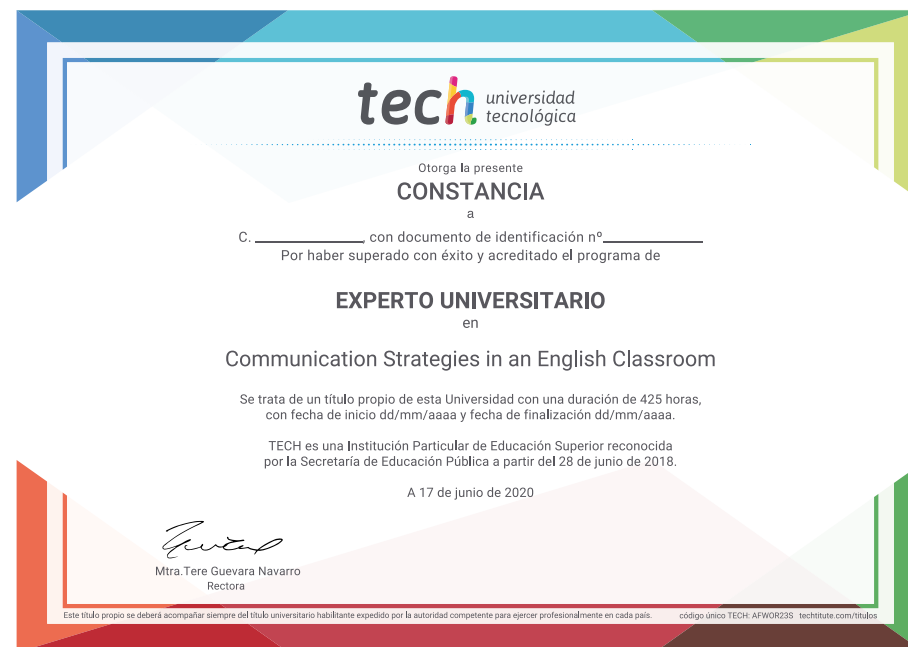 tech universidad
tecnológica
Otorga la presente
CONSTANCIA
a
C. ____________, con documento de identificación nº____________
Por haber superado con éxito y acreditado el programa de
EXPERTO UNIVERSITARIO
en
Communication Strategies in an English Classroom
Se trata de un título propio de esta Universidad con una duración de 425 horas,
con fecha de inicio dd/mm/aaaa y fecha de finalización dd/mm/aaaa.
TECH es una Institución Particular de Educación Superior reconocida
por la Secretaría de Educación Pública a partir del 28 de junio de 2018.
A 17 de junio de 2020
Mtra.Tere Guevara Navarro
Rectora
Este título propio se deberá acompañar siempre del título universitario habilitante expedido por la autoridad competente para ejercer profesionalmente en cada país. código único TECH: AFWOR23S techtitute.com/titulos